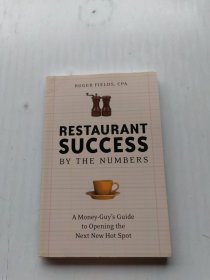 ROGER FIELDS, CPA
RESTAURANT
SUCCESS
BY THE NUMBERS
A Money-Guy's Guide
to Opening the
Next New Hot Spot